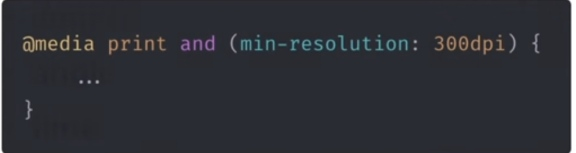 @media print and (min-resolution: 300dpi) {
...
}